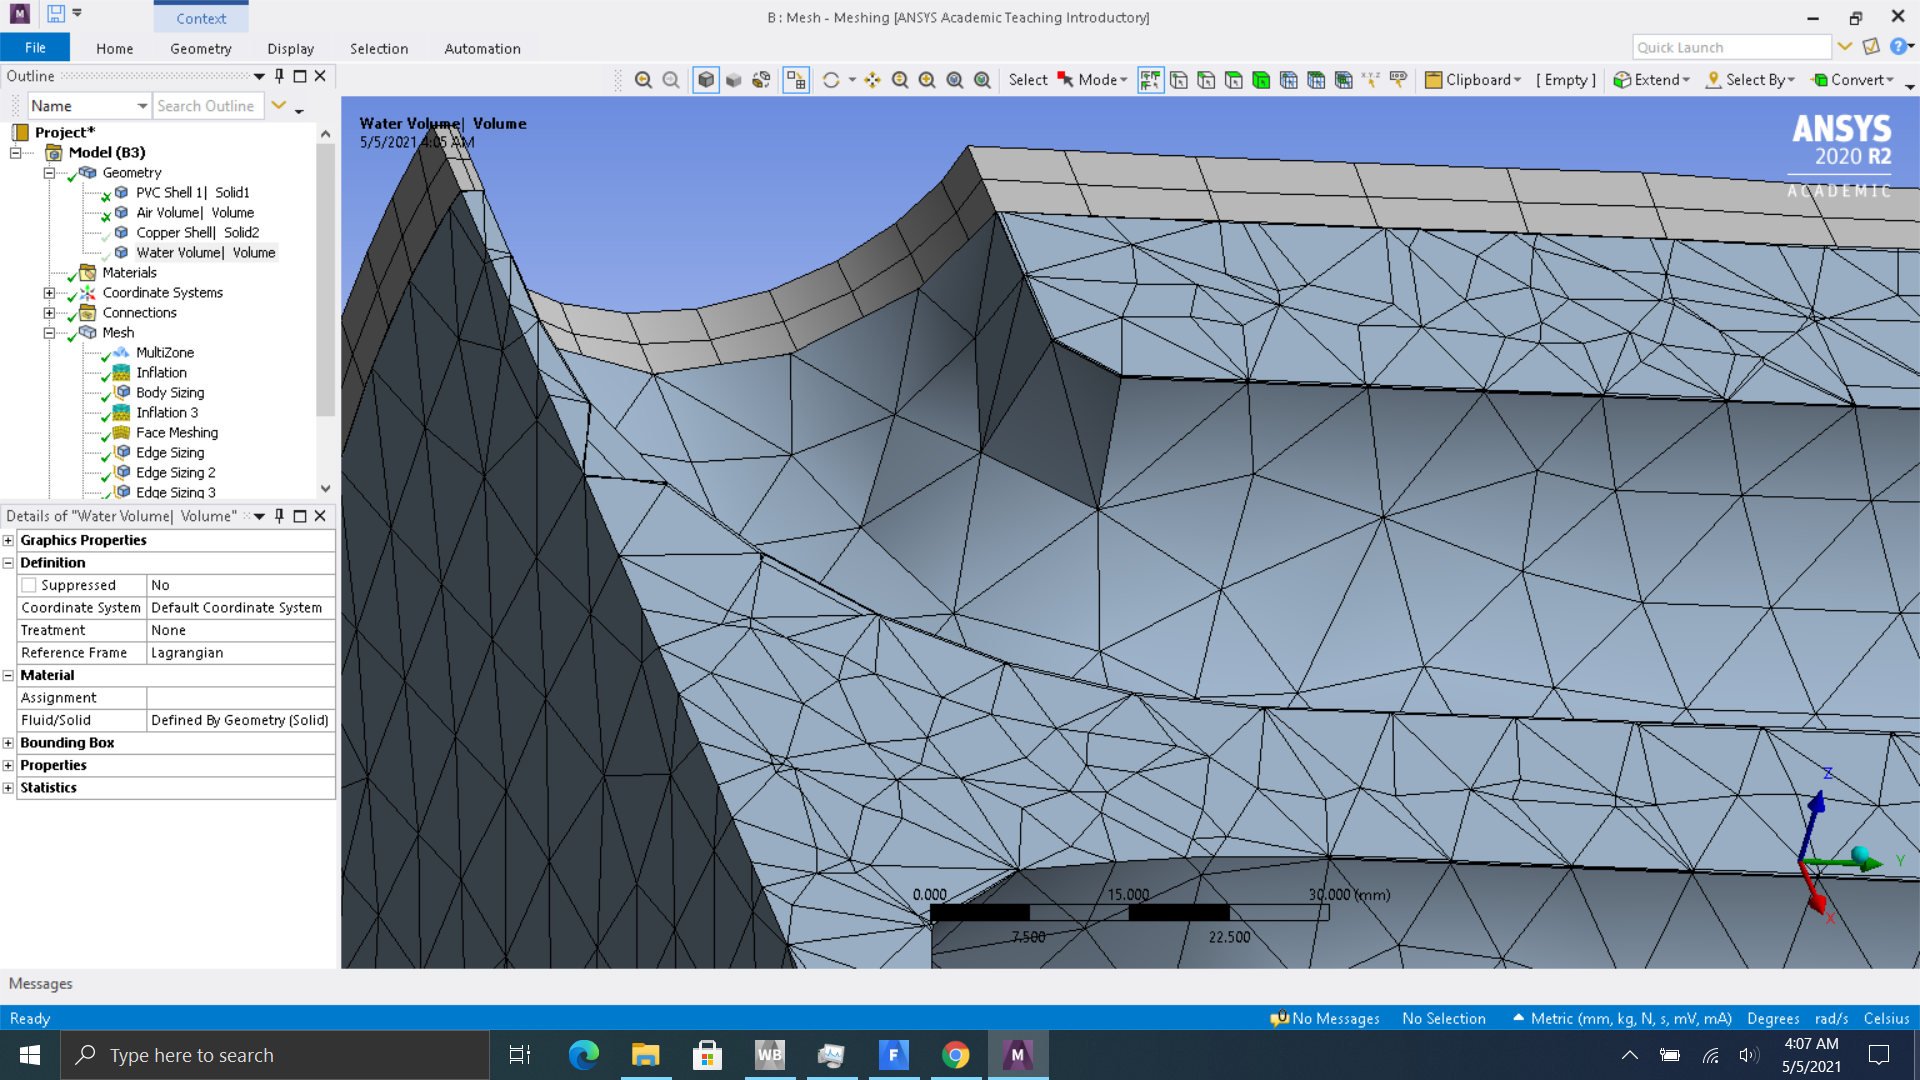 Context
B : Mesh - Meshing [ANSYS Academic Teaching Introductory]
File Home Geometry Display Selection Automation
Quick Launch
Outline
Select Mode Clipboard [ Empty ] Extend Select By Convert
Name Search Outline
Project*
Model (B3)
Geometry
PVC Shell 1| Solid1
Air Volume| Volume
Copper Shell| Solid2
Water Volume| Volume
Materials
Coordinate Systems
Connections
Mesh
MultiZone
Inflation
Body Sizing
Inflation 3
Face Meshing
Edge Sizing
Edge Sizing 2
Edge Sizing 3
Details of "Water Volume| Volume"
Graphics Properties
Definition
Suppressed No
Coordinate System Default Coordinate System
Treatment None
Reference Frame Lagrangian
Material
Assignment
Fluid/Solid Defined By Geometry (Solid)
Bounding Box
Properties
Statistics
Water Volume| Volume
5/5/2021 4:05 AM
ANSYS
2020 R2
ACADEMIC
Z
Y
X
0.000 15.000 30.000 (mm)
7.500 22.500
Messages
Ready
0 No Messages No Selection Metric (mm, kg, N, s, mV, mA) Degrees rad/s Celsius
Type here to search
WB
F
M
4:07 AM
5/5/2021